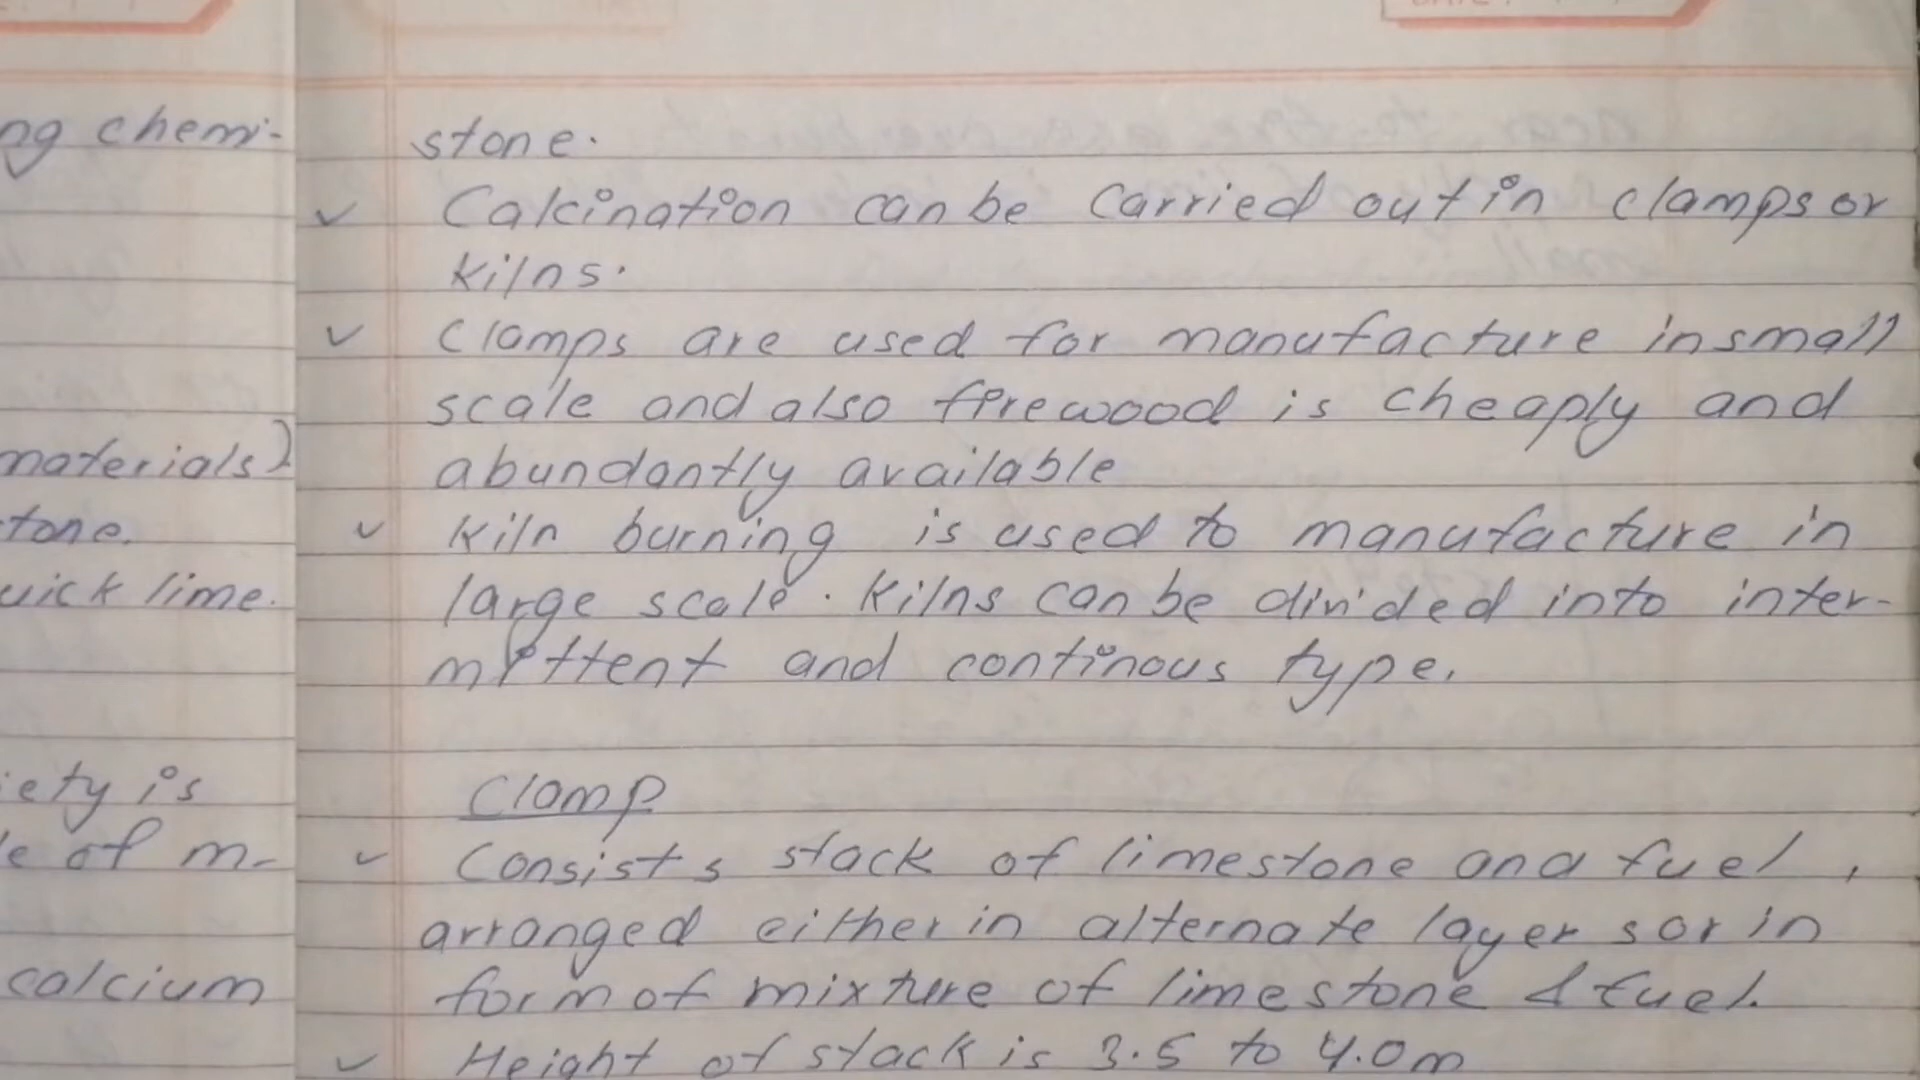 ng chemi-
materials)
tone.
uick lime.
iety is
le of m-
calcium
stone.
Calcination can be carried out in clamps or
kilns.
Clamps are used for manufacture in small
scale and also firewood is cheaply and
abundantly available
Kiln burning is used to manufacture in
large scale. Kilns can be divided into inter-
mittent and continous type.
Clamp
Consists stack of limestone and fuel,
arranged either in alternate layers or in
form of mixture of limestone & fuel.
Height of stack is 3.5 to 4.0m